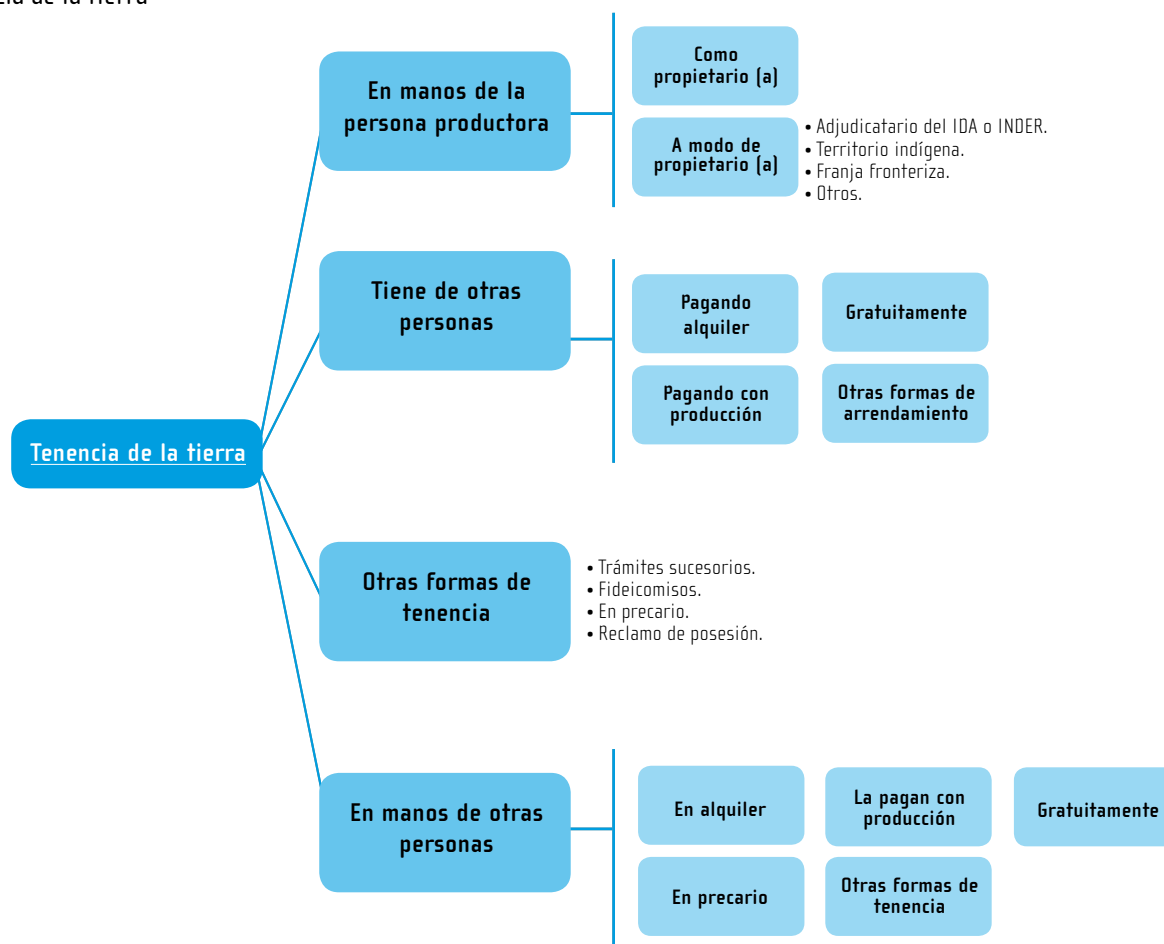 Como
propietario (a)
En manos de la
persona productora
A modo de
propietario (a)
• Adjudicatario del IDA o INDER.
• Territorio indígena.
• Franja fronteriza.
• Otros.
Tiene de otras
personas
Pagando
alquiler
Gratuitamente
Pagando con
producción
Otras formas de
arrendamiento
Tenencia de la tierra
Otras formas de
tenencia
• Trámites sucesorios.
• Fideicomisos.
• En precario.
• Reclamo de posesión.
En manos de otras
personas
En alquiler
La pagan con
producción
Gratuitamente
En precario
Otras formas de
tenencia